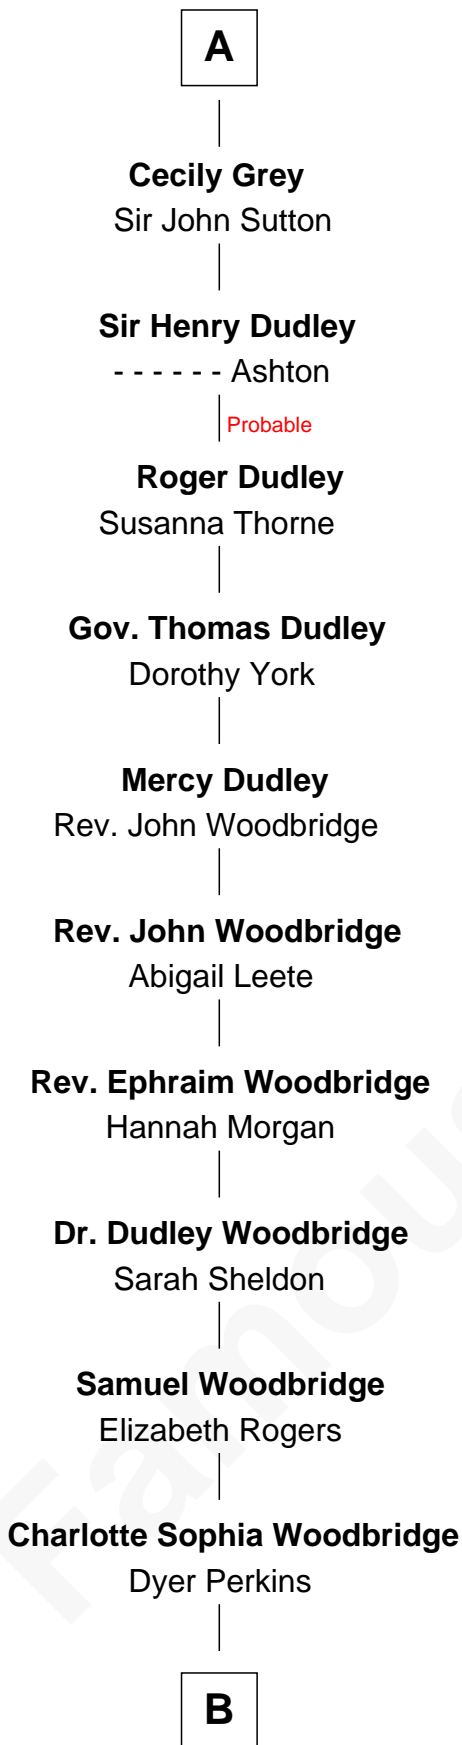 A
Cecily Grey
Sir John Sutton
Sir Henry Dudley
- - - - - - Ashton
Probable
Roger Dudley
Susanna Thorne
Gov. Thomas Dudley
Dorothy York
Mercy Dudley
Rev. John Woodbridge
Rev. John Woodbridge
Abigail Leete
Rev. Ephraim Woodbridge
Hannah Morgan
Dr. Dudley Woodbridge
Sarah Sheldon
Samuel Woodbridge
Elizabeth Rogers
Charlotte Sophia Woodbridge
Dyer Perkins
B
Famous